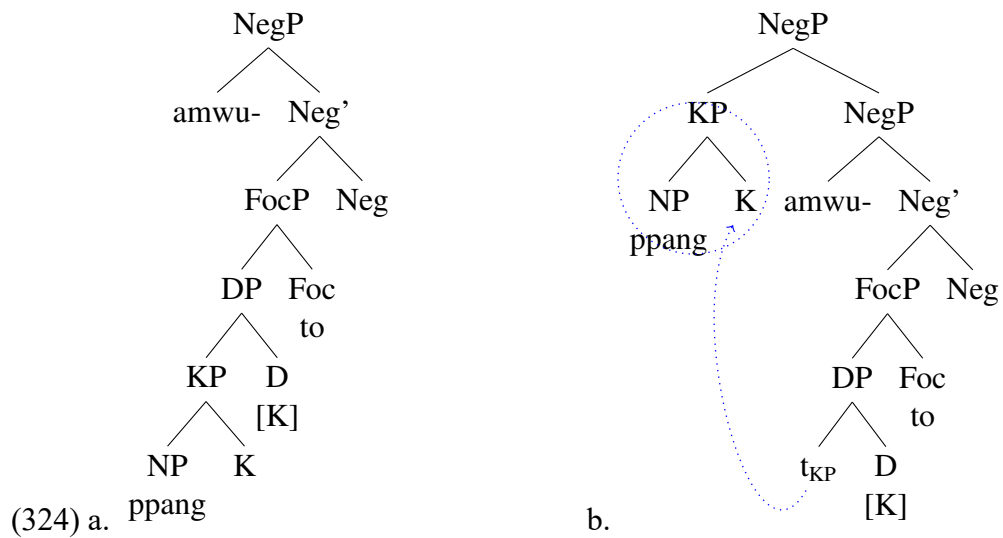 NegP NegP
amwu- Neg’ KP NegP
FocP Neg NP K amwu- Neg’
ppang
DP Foc FocP Neg
to
KP D DP Foc
[K] to
NP K t_KP D
(324) a. ppang b. [K]